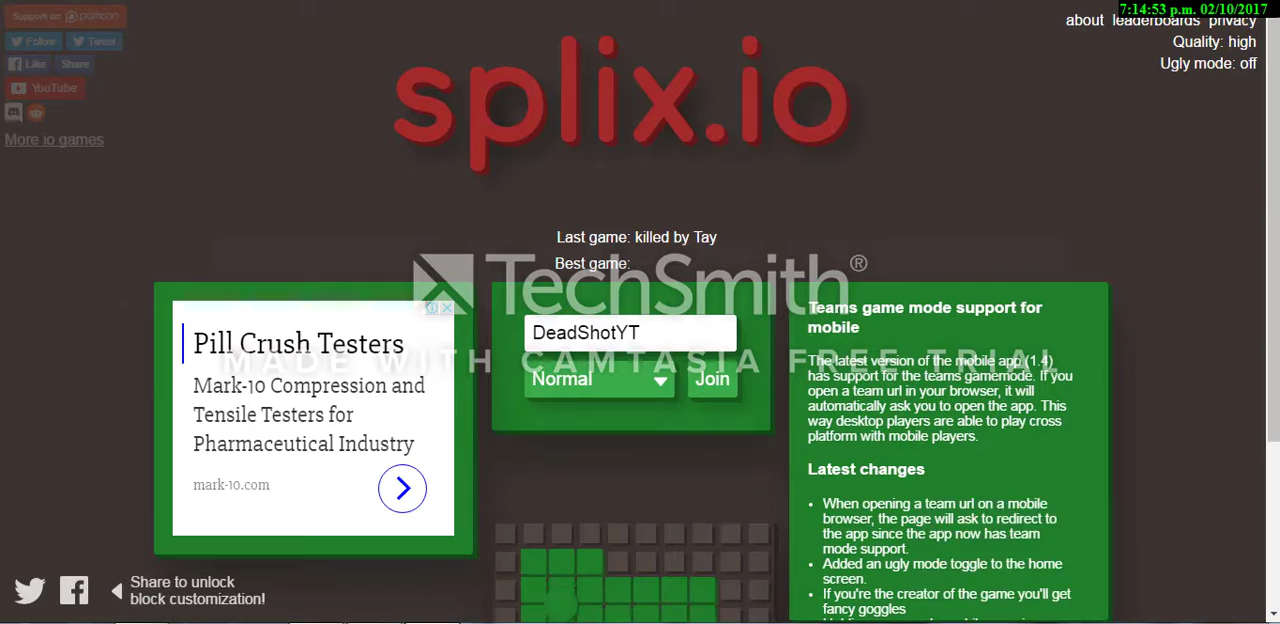 7:14:53 p.m. 02/10/2017
Support on: patreon
about leaderboards privacy
Follow Tweet
Quality: high
Like Share
Ugly mode: off
YouTube
More io games
splix.io
Last game: killed by Tay
Best game:
TechSmith®
MADE WITH CAMTASIA FREE TRIAL
Pill Crush Testers
Mark-10 Compression and
Tensile Testers for
Pharmaceutical Industry
mark-10.com
DeadShotYT
Normal Join
Teams game mode support for
mobile
The latest version of the mobile app (1.4)
has support for the teams gamemode. If you
open a team url in your browser, it will
automatically ask you to open the app. This
way desktop players are able to play cross
platform with mobile players.
Latest changes
• When opening a team url on a mobile
browser, the page will ask to redirect to
the app since the app now has team
mode support.
• Added an ugly mode toggle to the home
screen.
• If you're the creator of the game you'll get
fancy goggles
Share to unlock
block customization!